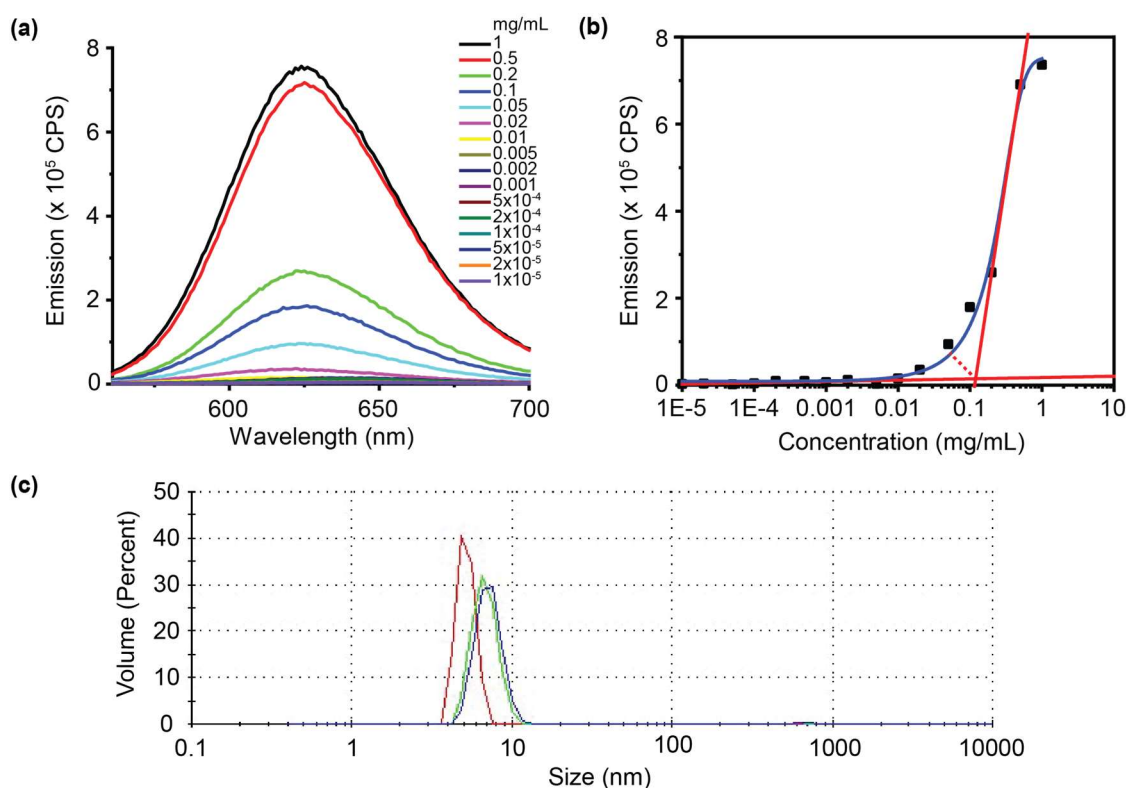 (a)
mg/mL
1
0.5
0.2
0.1
0.05
0.02
0.01
0.005
0.002
0.001
5x10⁻⁴
2x10⁻⁴
1x10⁻⁴
5x10⁻⁵
2x10⁻⁵
1x10⁻⁵
8
6
4
2
0
Emission (x 10⁵ CPS)
600 650 700
Wavelength (nm)
(b)
8
6
4
2
0
Emission (x 10⁵ CPS)
1E-5 1E-4 0.001 0.01 0.1 1 10
Concentration (mg/mL)
(c)
50
40
30
20
10
0
Volume (Percent)
0.1 1 10 100 1000 10000
Size (nm)